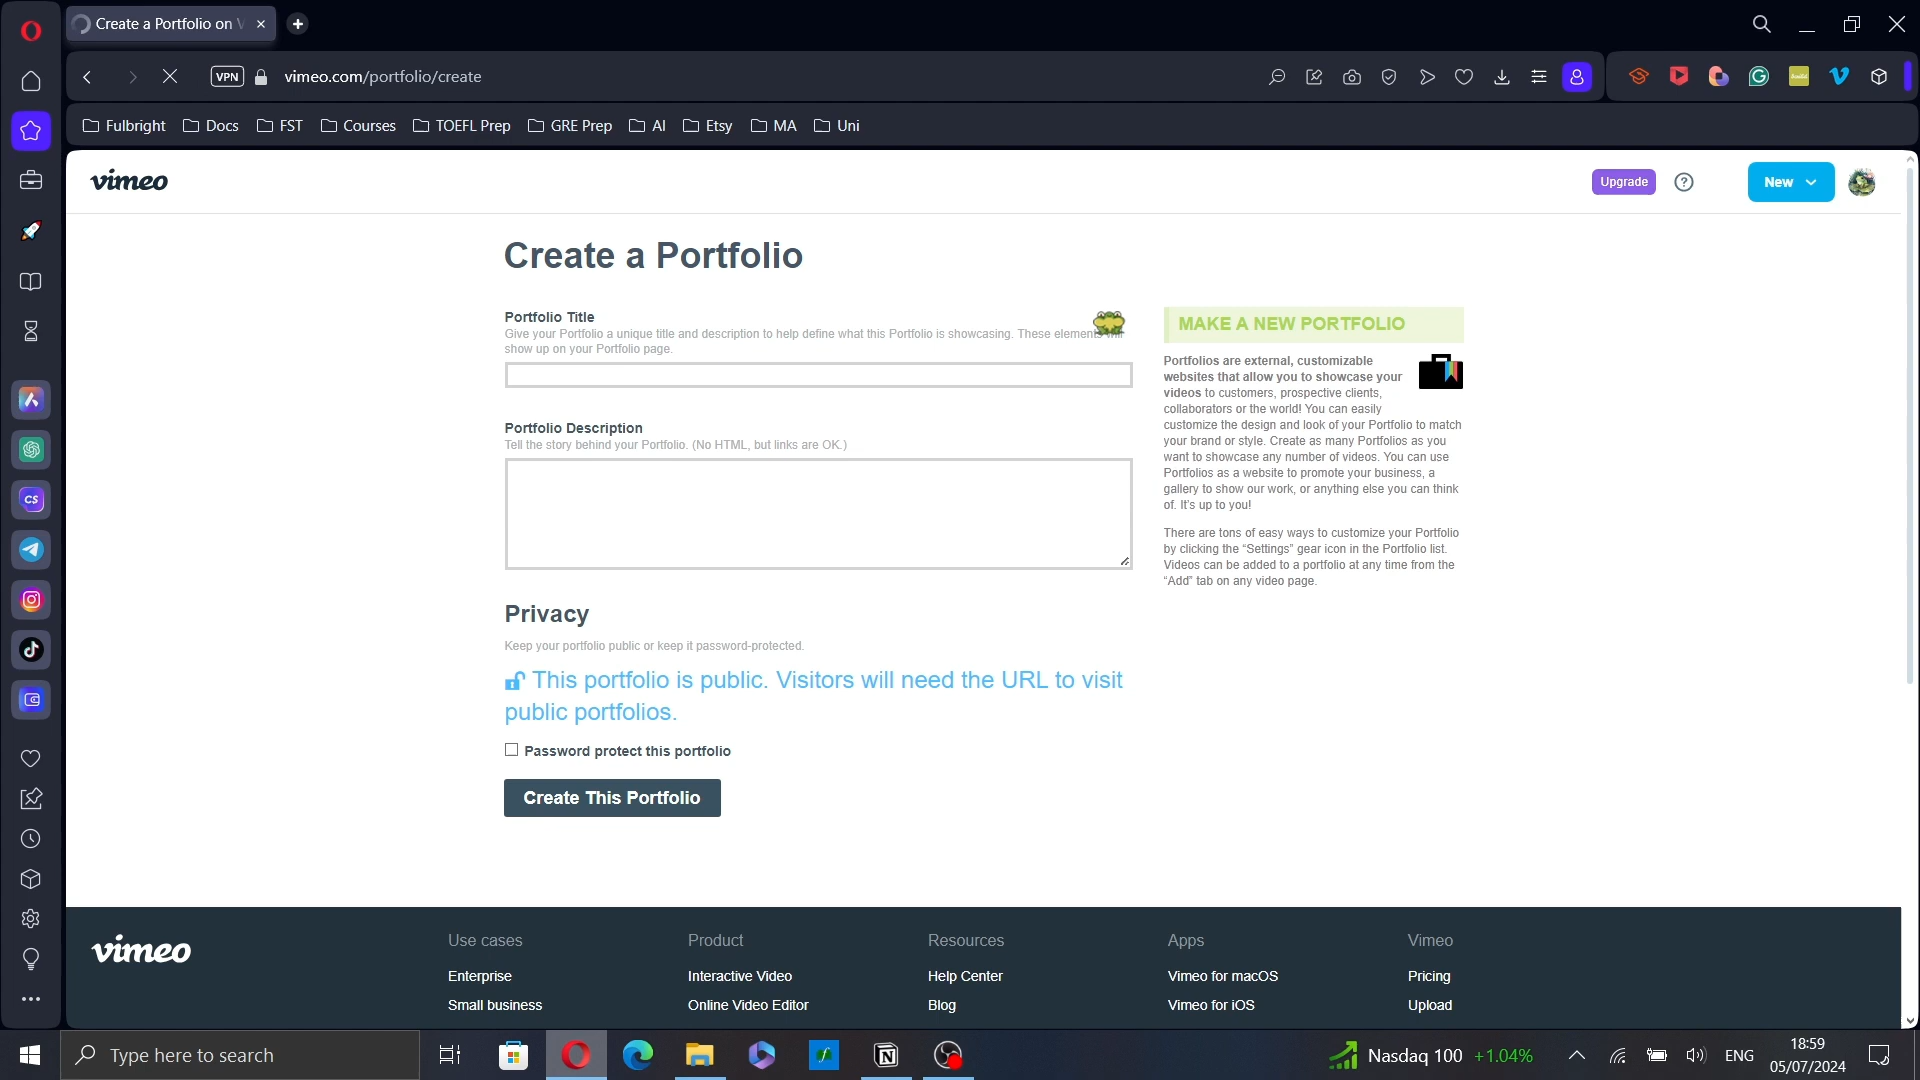 Create a Portfolio on V
VPN
vimeo.com/portfolio/create
Fulbright
Docs
FST
Courses
TOEFL Prep
GRE Prep
AI
Etsy
MA
Uni
vimeo
Upgrade
New
Create a Portfolio
Portfolio Title
Give your Portfolio a unique title and description to help define what this Portfolio is showcasing. These elements will
show up on your Portfolio page.
Portfolio Description
Tell the story behind your Portfolio. (No HTML, but links are OK.)
Privacy
Keep your portfolio public or keep it password-protected.
This portfolio is public. Visitors will need the URL to visit
public portfolios.
Password protect this portfolio
Create This Portfolio
MAKE A NEW PORTFOLIO
Portfolios are external, customizable
websites that allow you to showcase your
videos to customers, prospective clients,
collaborators or the world! You can easily
customize the design and look of your Portfolio to match
your brand or style. Create as many Portfolios as you
want to showcase any number of videos. You can use
Portfolios as a website to promote your business, a
gallery to show our work, or anything else you can think
of. It's up to you!
There are tons of easy ways to customize your Portfolio
by clicking the “Settings” gear icon in the Portfolio list.
Videos can be added to a portfolio at any time from the
“Add” tab on any video page.
CS
vimeo
Use cases
Enterprise
Small business
Product
Interactive Video
Online Video Editor
Resources
Help Center
Blog
Apps
Vimeo for macOS
Vimeo for iOS
Vimeo
Pricing
Upload
Type here to search
Nasdaq 100 +1.04%
ENG
18:59
05/07/2024